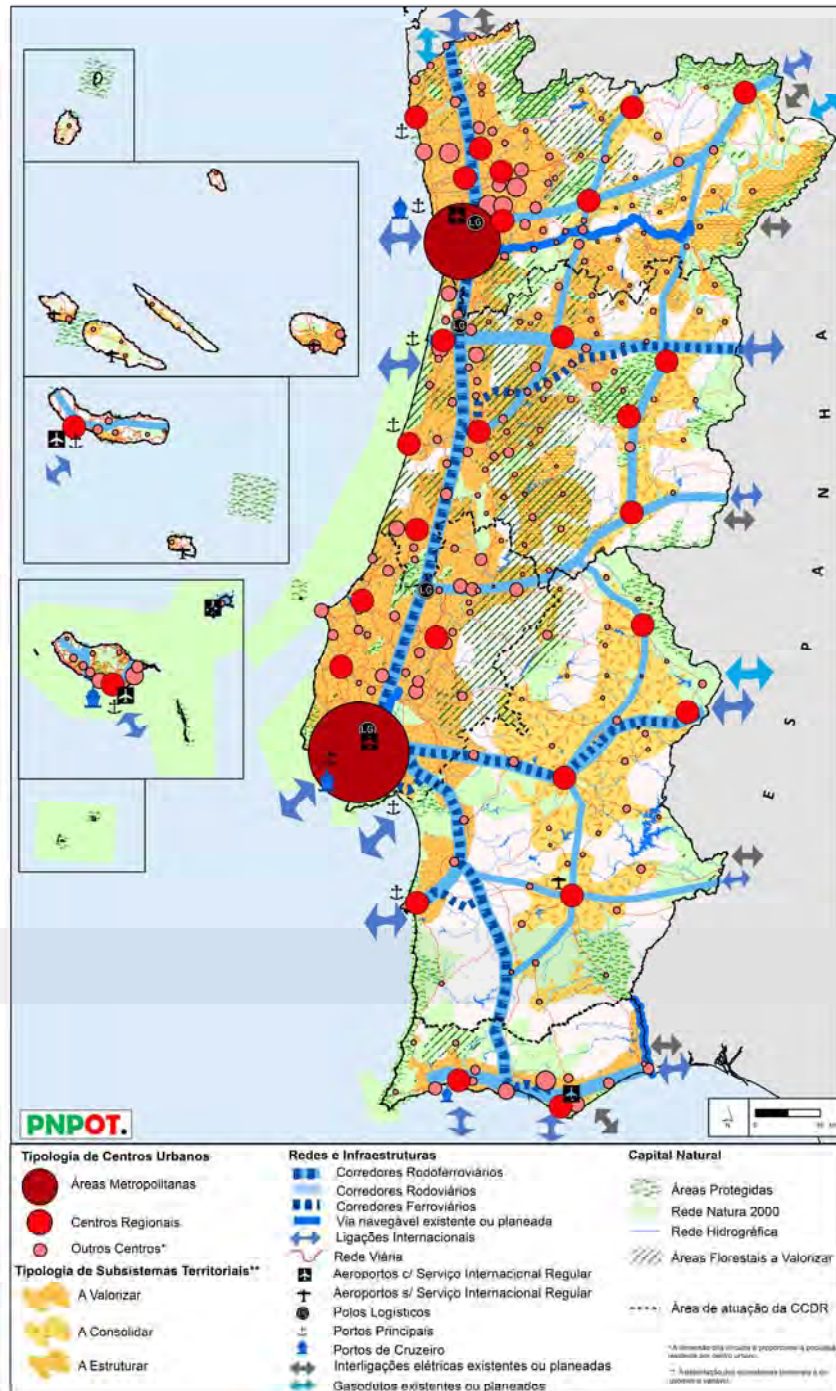 ESPANHA
LG
LG
LG
LG
PNPOT.
Tipologia de Centros Urbanos
Áreas Metropolitanas
Centros Regionais
Outros Centros*
Tipologia de Subsistemas Territoriais**
A Valorizar
A Consolidar
A Estruturar
Redes e Infraestruturas
Corredores Rodoferroviários
Corredores Rodoviários
Corredores Ferroviários
Via navegável existente ou planeada
Ligações Internacionais
Rede Viária
Aeroportos c/ Serviço Internacional Regular
Aeroportos s/ Serviço Internacional Regular
Polos Logísticos
Portos Principais
Portos de Cruzeiro
Interligações elétricas existentes ou planeadas
Gasodutos existentes ou planeados
Capital Natural
Áreas Protegidas
Rede Natura 2000
Rede Hidrográfica
Áreas Florestais a Valorizar
Área de atuação da CCDR